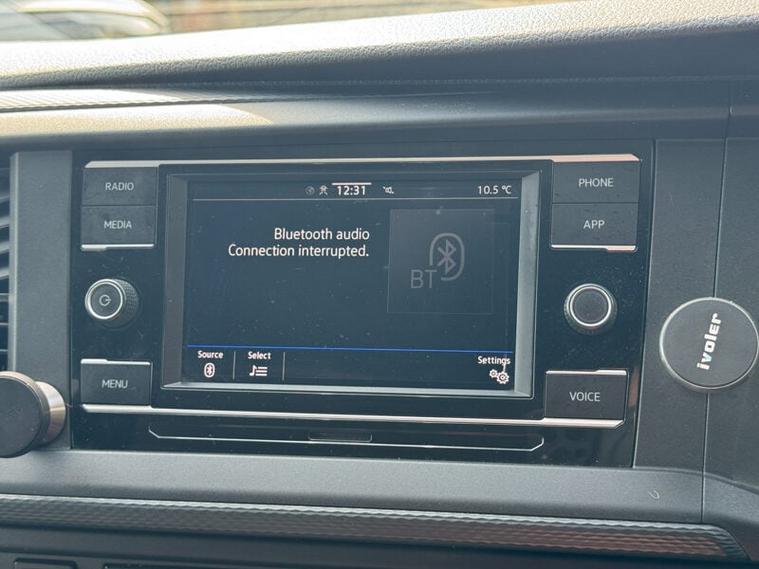 RADIO
MEDIA
MENU
12:31
10.5 °C
Bluetooth audio
Connection interrupted.
BT
Source
Select
Settings
PHONE
APP
VOICE
ivoler